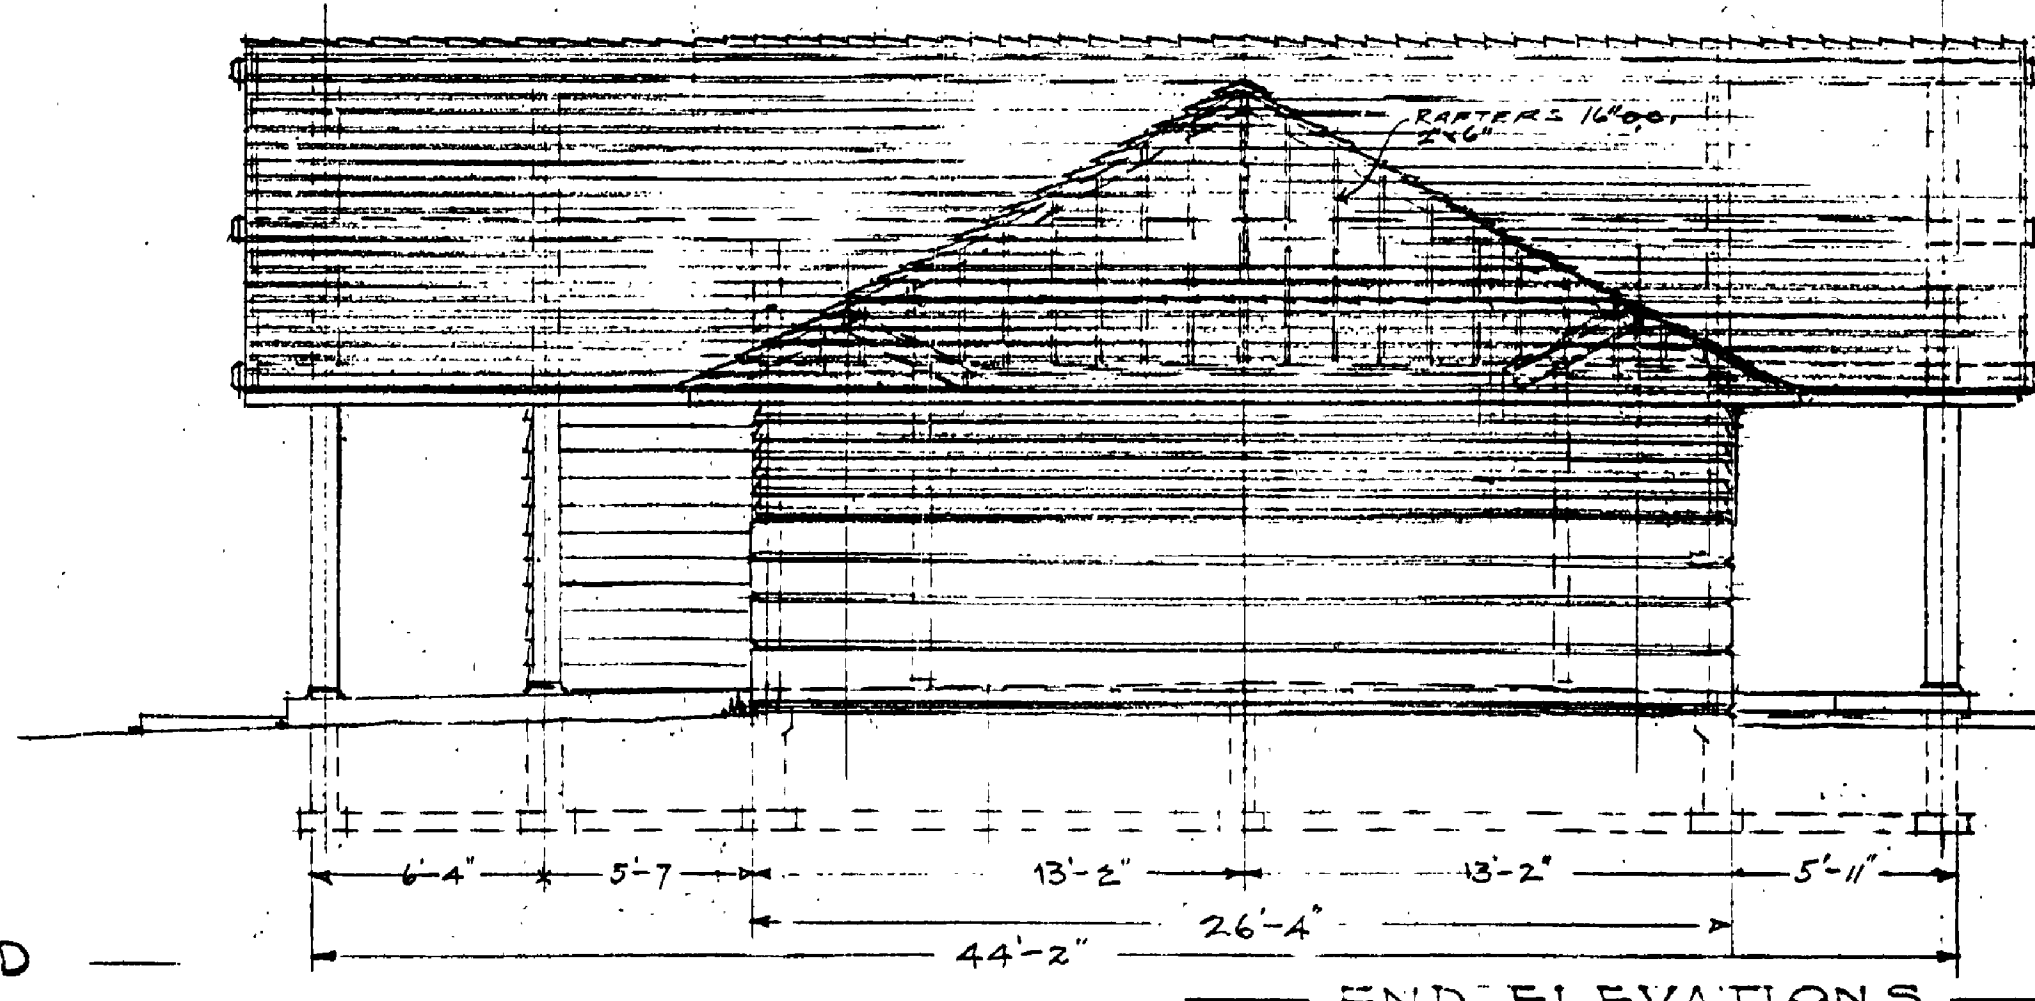 RAFTERS 16" O.C.
2"x6"
6'-4" 5'-7 13'-2" 13'-2" 5'-11"
26'-4"
44'-2"
D
END ELEVATIONS